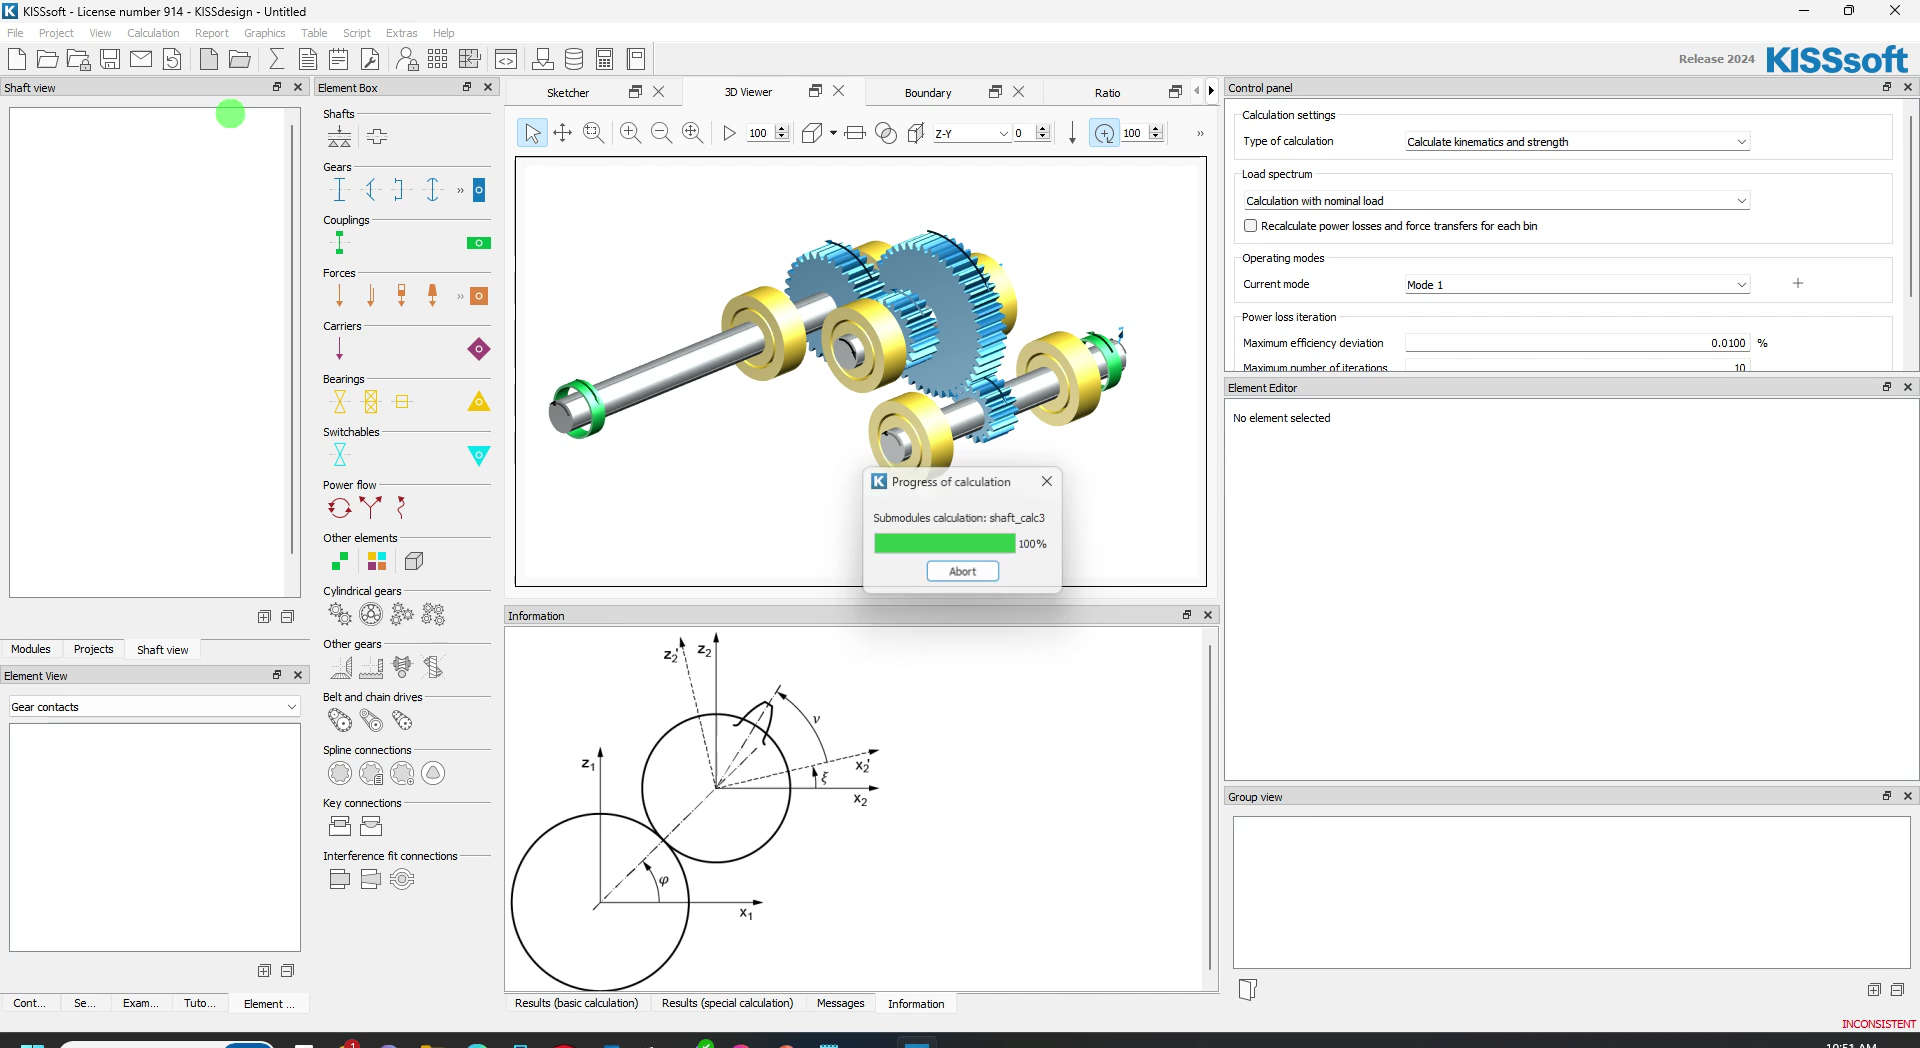 KISSsoft - License number 914 - KISSdesign - Untitled
File Project View Calculation Report Graphics Table Script Extras Help
Release 2024 KISSsoft
Shaft view
Element Box
Sketcher
3D Viewer
Boundary
Ratio
Control panel
100
Z-Y
0
100
»
Calculation settings
Type of calculation
Calculate kinematics and strength
Load spectrum
Calculation with nominal load
Recalculate power losses and force transfers for each bin
Operating modes
Current mode
Mode 1
Power loss iteration
Maximum efficiency deviation
0.0100 %
Maximum number of iterations
10
Shafts
Gears
»
Couplings
Forces
»
Carriers
Bearings
Switchables
Power flow
Other elements
Cylindrical gears
Other gears
Belt and chain drives
Spline connections
Key connections
Interference fit connections
Progress of calculation
Submodules calculation: shaft_calc3
100%
Abort
Element Editor
No element selected
Modules
Projects
Shaft view
Element View
Gear contacts
Cont...
Se...
Exam...
Tuto...
Element ...
Information
z2'
z2
ν
z1
x2'
ξ
x2
φ
x1
Results (basic calculation)
Results (special calculation)
Messages
Information
Group view
INCONSISTENT
1
10:51 AM